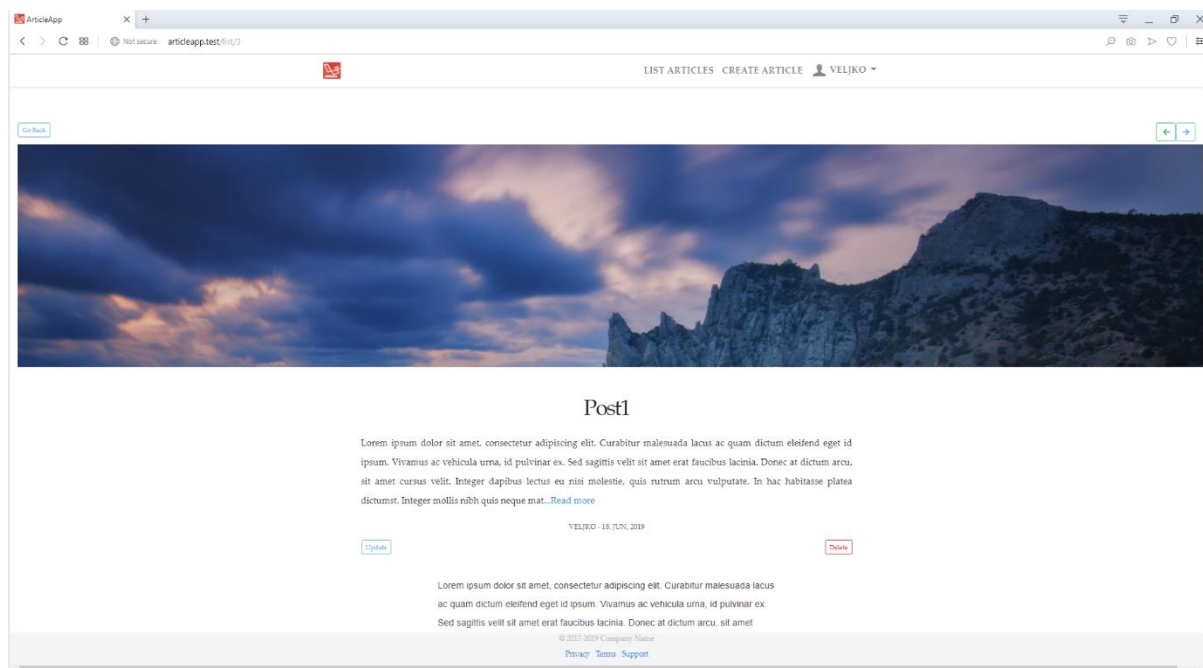 ArticleApp
Not secure articleapp.test/list/3
LIST ARTICLES CREATE ARTICLE VELJKO
Go Back
Post1
Lorem ipsum dolor sit amet, consectetur adipiscing elit. Curabitur malesuada lacus ac quam dictum eleifend eget id
ipsum. Vivamus ac vehicula urna, id pulvinar ex. Sed sagittis velit sit amet erat faucibus lacinia. Donec at dictum arcu,
sit amet cursus velit. Integer dapibus lectus eu nisi molestie, quis rutrum arcu vulputate. In hac habitasse platea
dictumst. Integer mollis nibh quis neque mat...Read more
VELJKO - 18. JUN, 2019
Update Delete
Lorem ipsum dolor sit amet, consectetur adipiscing elit. Curabitur malesuada lacus
ac quam dictum eleifend eget id ipsum. Vivamus ac vehicula urna, id pulvinar ex.
Sed sagittis velit sit amet erat faucibus lacinia. Donec at dictum arcu, sit amet
© 2017-2019 Company Name
Privacy Terms Support